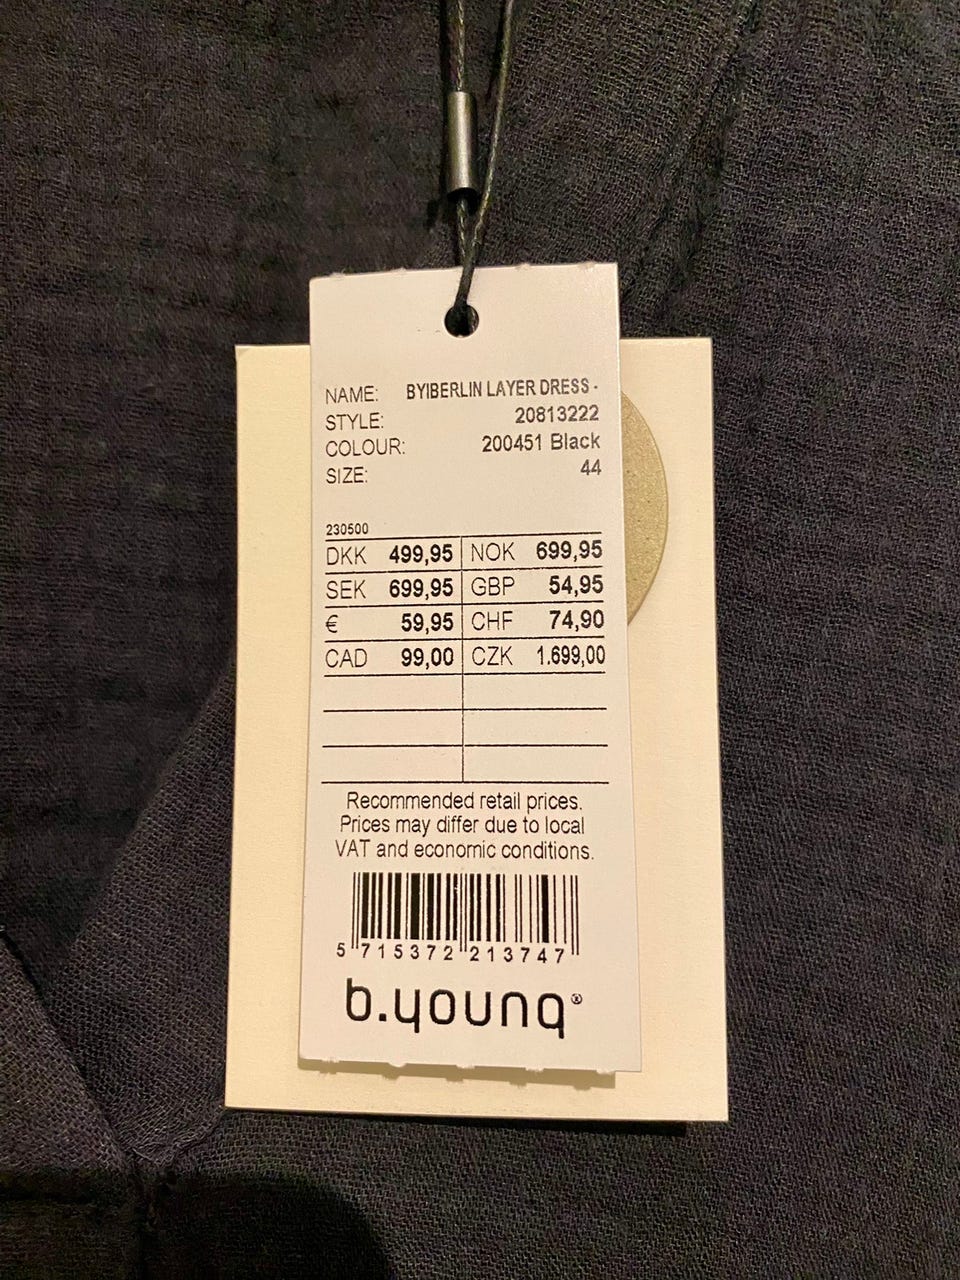 NAME: BYIBERLIN LAYER DRESS -
STYLE: 20813222
COLOUR: 200451 Black
SIZE: 44
230500
DKK 499,95 NOK 699,95
SEK 699,95 GBP 54,95
€ 59,95 CHF 74,90
CAD 99,00 CZK 1.699,00
Recommended retail prices.
Prices may differ due to local
VAT and economic conditions.
5 715372 213747
b.young®